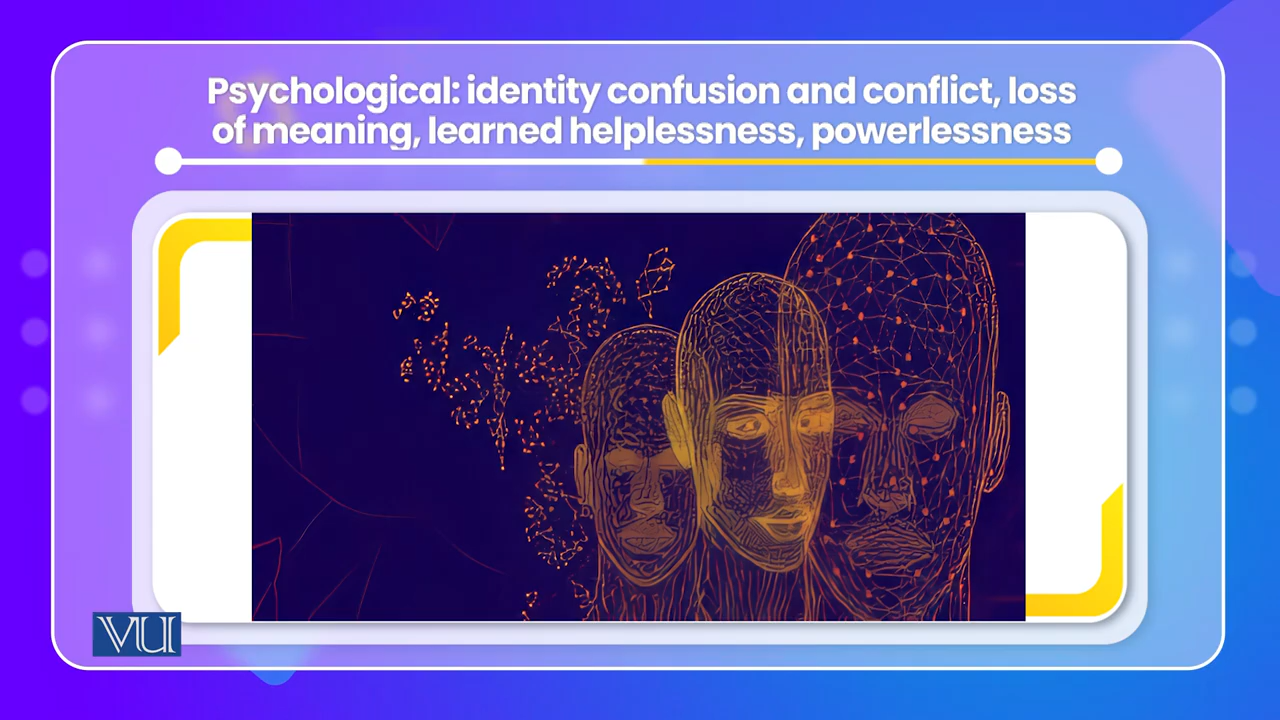 Psychological: identity confusion and conflict, loss
of meaning, learned helplessness, powerlessness
VU